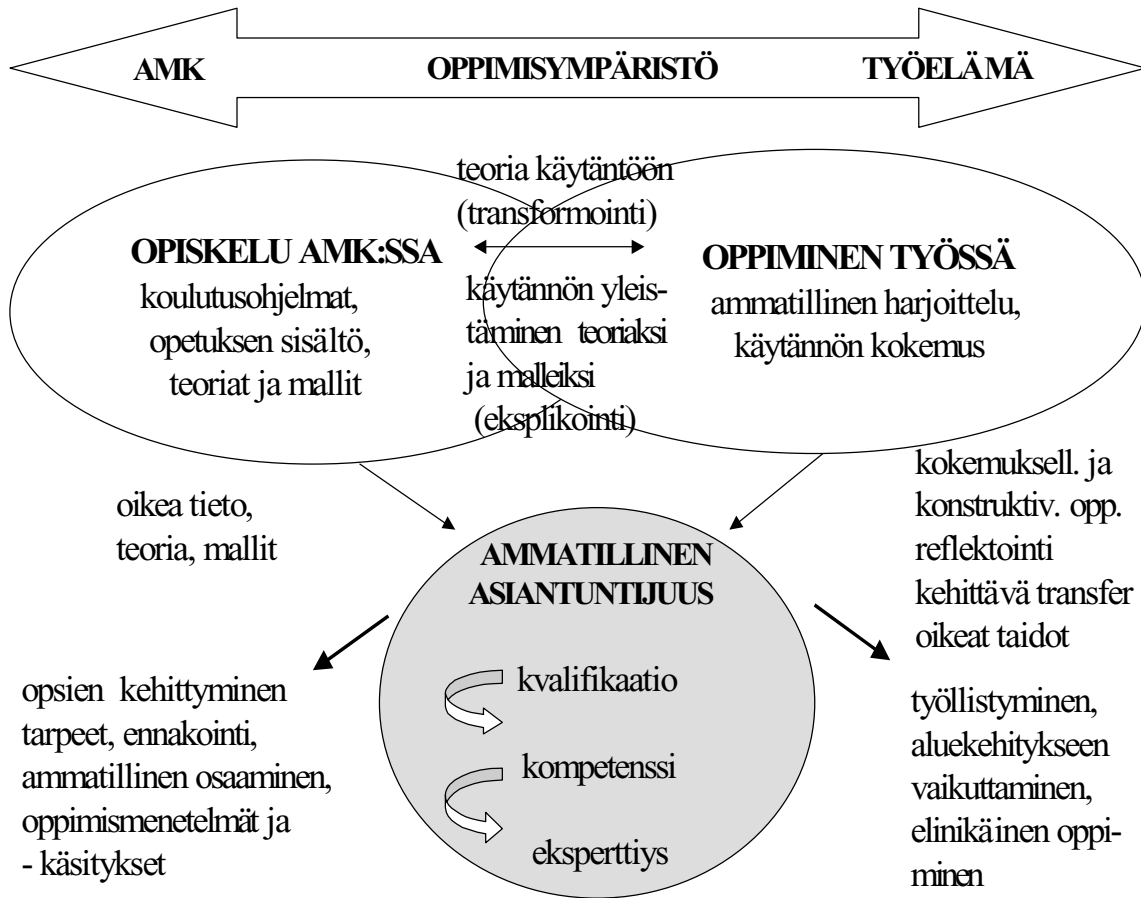 AMK OPPIMISYMPÄRISTÖ TYÖELÄMÄ
teoria käytäntöön
(transformointi)
OPISKELU AMK:SSA
koulutusohjelmat,
opetuksen sisältö,
teoriat ja mallit
käytännön yleis-
täminen teoriaksi
ja malleiksi
(eksplikointi)
OPPIMINEN TYÖSSÄ
ammatillinen harjoittelu,
käytännön kokemus
oikea tieto,
teoria, mallit
kokemuksell. ja
konstruktiv. opp.
reflektointi
kehittävä transfer
oikeat taidot
AMMATILLINEN
ASIANTUNTIJUUS
kvalifikaatio
kompetenssi
eksperttiys
opsien kehittyminen
tarpeet, ennakointi,
ammatillinen osaaminen,
oppimismenetelmät ja
- käsitykset
työllistyminen,
aluekehitykseen
vaikuttaminen,
elinikäinen oppi-
minen